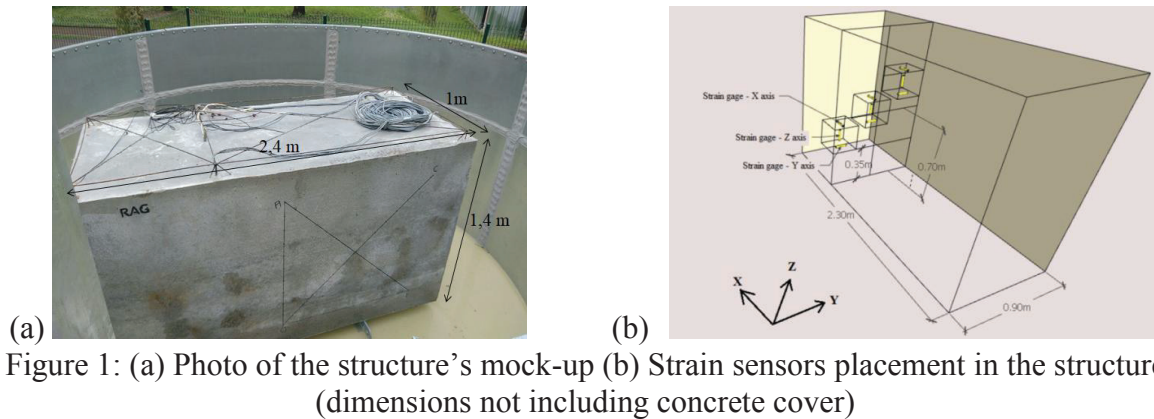 1m
2,4 m
1,4 m
RAG
Strain gage - X axis
Strain gage - Z axis
Strain gage - Y axis
0.35m
0.70m
2.30m
0.90m
X
Z
Y
(a)
(b)
Figure 1: (a) Photo of the structure’s mock-up (b) Strain sensors placement in the structure
(dimensions not including concrete cover)